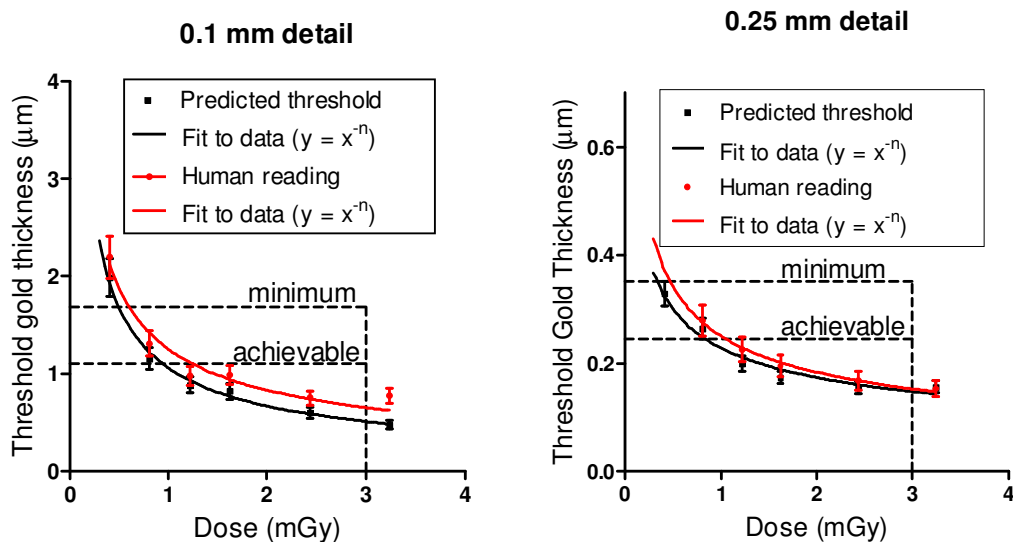 0.1 mm detail
Threshold gold thickness (μm)
4
3
2
1
0
Predicted threshold
Fit to data (y = x⁻ⁿ)
Human reading
Fit to data (y = x⁻ⁿ)
minimum
achievable
0 1 2 3 4
Dose (mGy)
0.25 mm detail
Threshold Gold Thickness (μm)
0.6
0.4
0.2
0.0
Predicted threshold
Fit to data (y = x⁻ⁿ)
Human reading
Fit to data (y = x⁻ⁿ)
minimum
achievable
0 1 2 3 4
Dose (mGy)